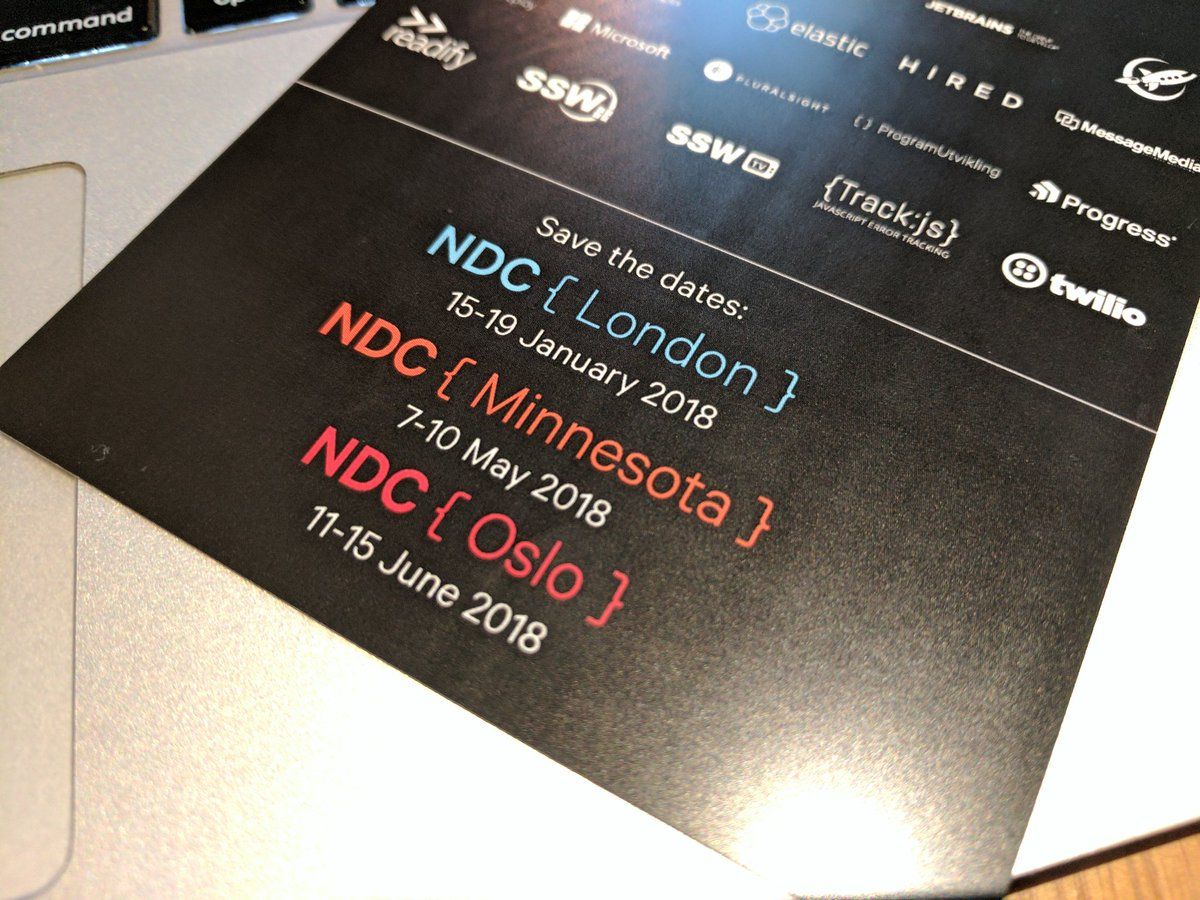 command
JETBRAINS
elastic
Microsoft
readify
HIRED
PLURALSIGHT
SSW
MessageMedia
{ } ProgramUtvikling
SSW TV
Progress
{Track:js}
JAVASCRIPT ERROR TRACKING
twilio
Save the dates:
NDC { London }
15-19 January 2018
NDC { Minnesota }
7-10 May 2018
NDC { Oslo }
11-15 June 2018